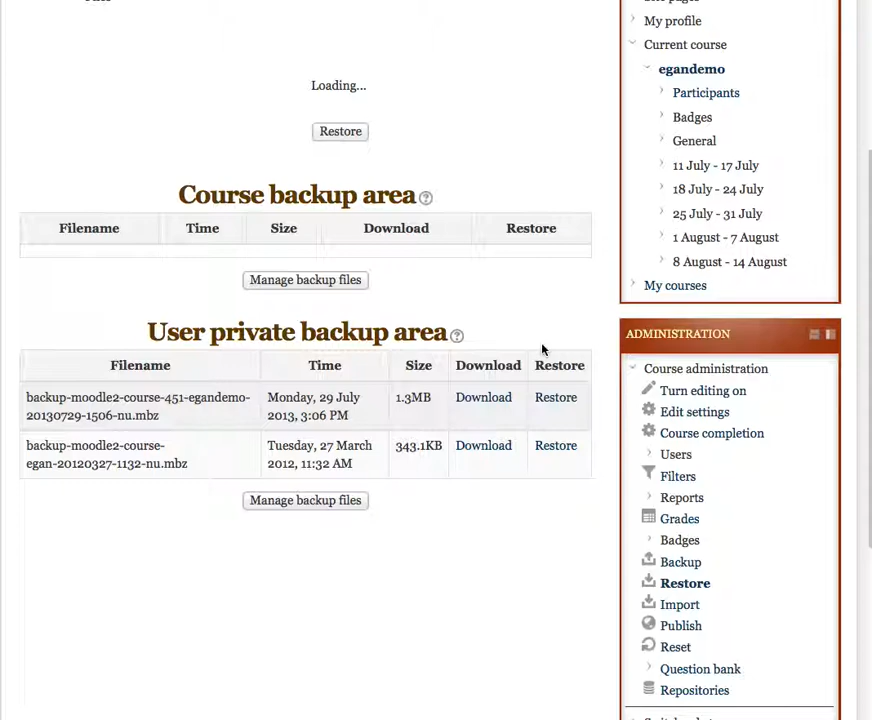 Loading...
Restore
Course backup area
Filename Time Size Download Restore
Manage backup files
User private backup area
Filename Time Size Download Restore
backup-moodle2-course-451-egandemo- Monday, 29 July 1.3MB Download Restore
20130729-1506-nu.mbz 2013, 3:06 PM
backup-moodle2-course- Tuesday, 27 March 343.1KB Download Restore
egan-20120327-1132-nu.mbz 2012, 11:32 AM
Manage backup files
My profile
Current course
egandemo
Participants
Badges
General
11 July - 17 July
18 July - 24 July
25 July - 31 July
1 August - 7 August
8 August - 14 August
My courses
ADMINISTRATION
Course administration
Turn editing on
Edit settings
Course completion
Users
Filters
Reports
Grades
Badges
Backup
Restore
Import
Publish
Reset
Question bank
Repositories